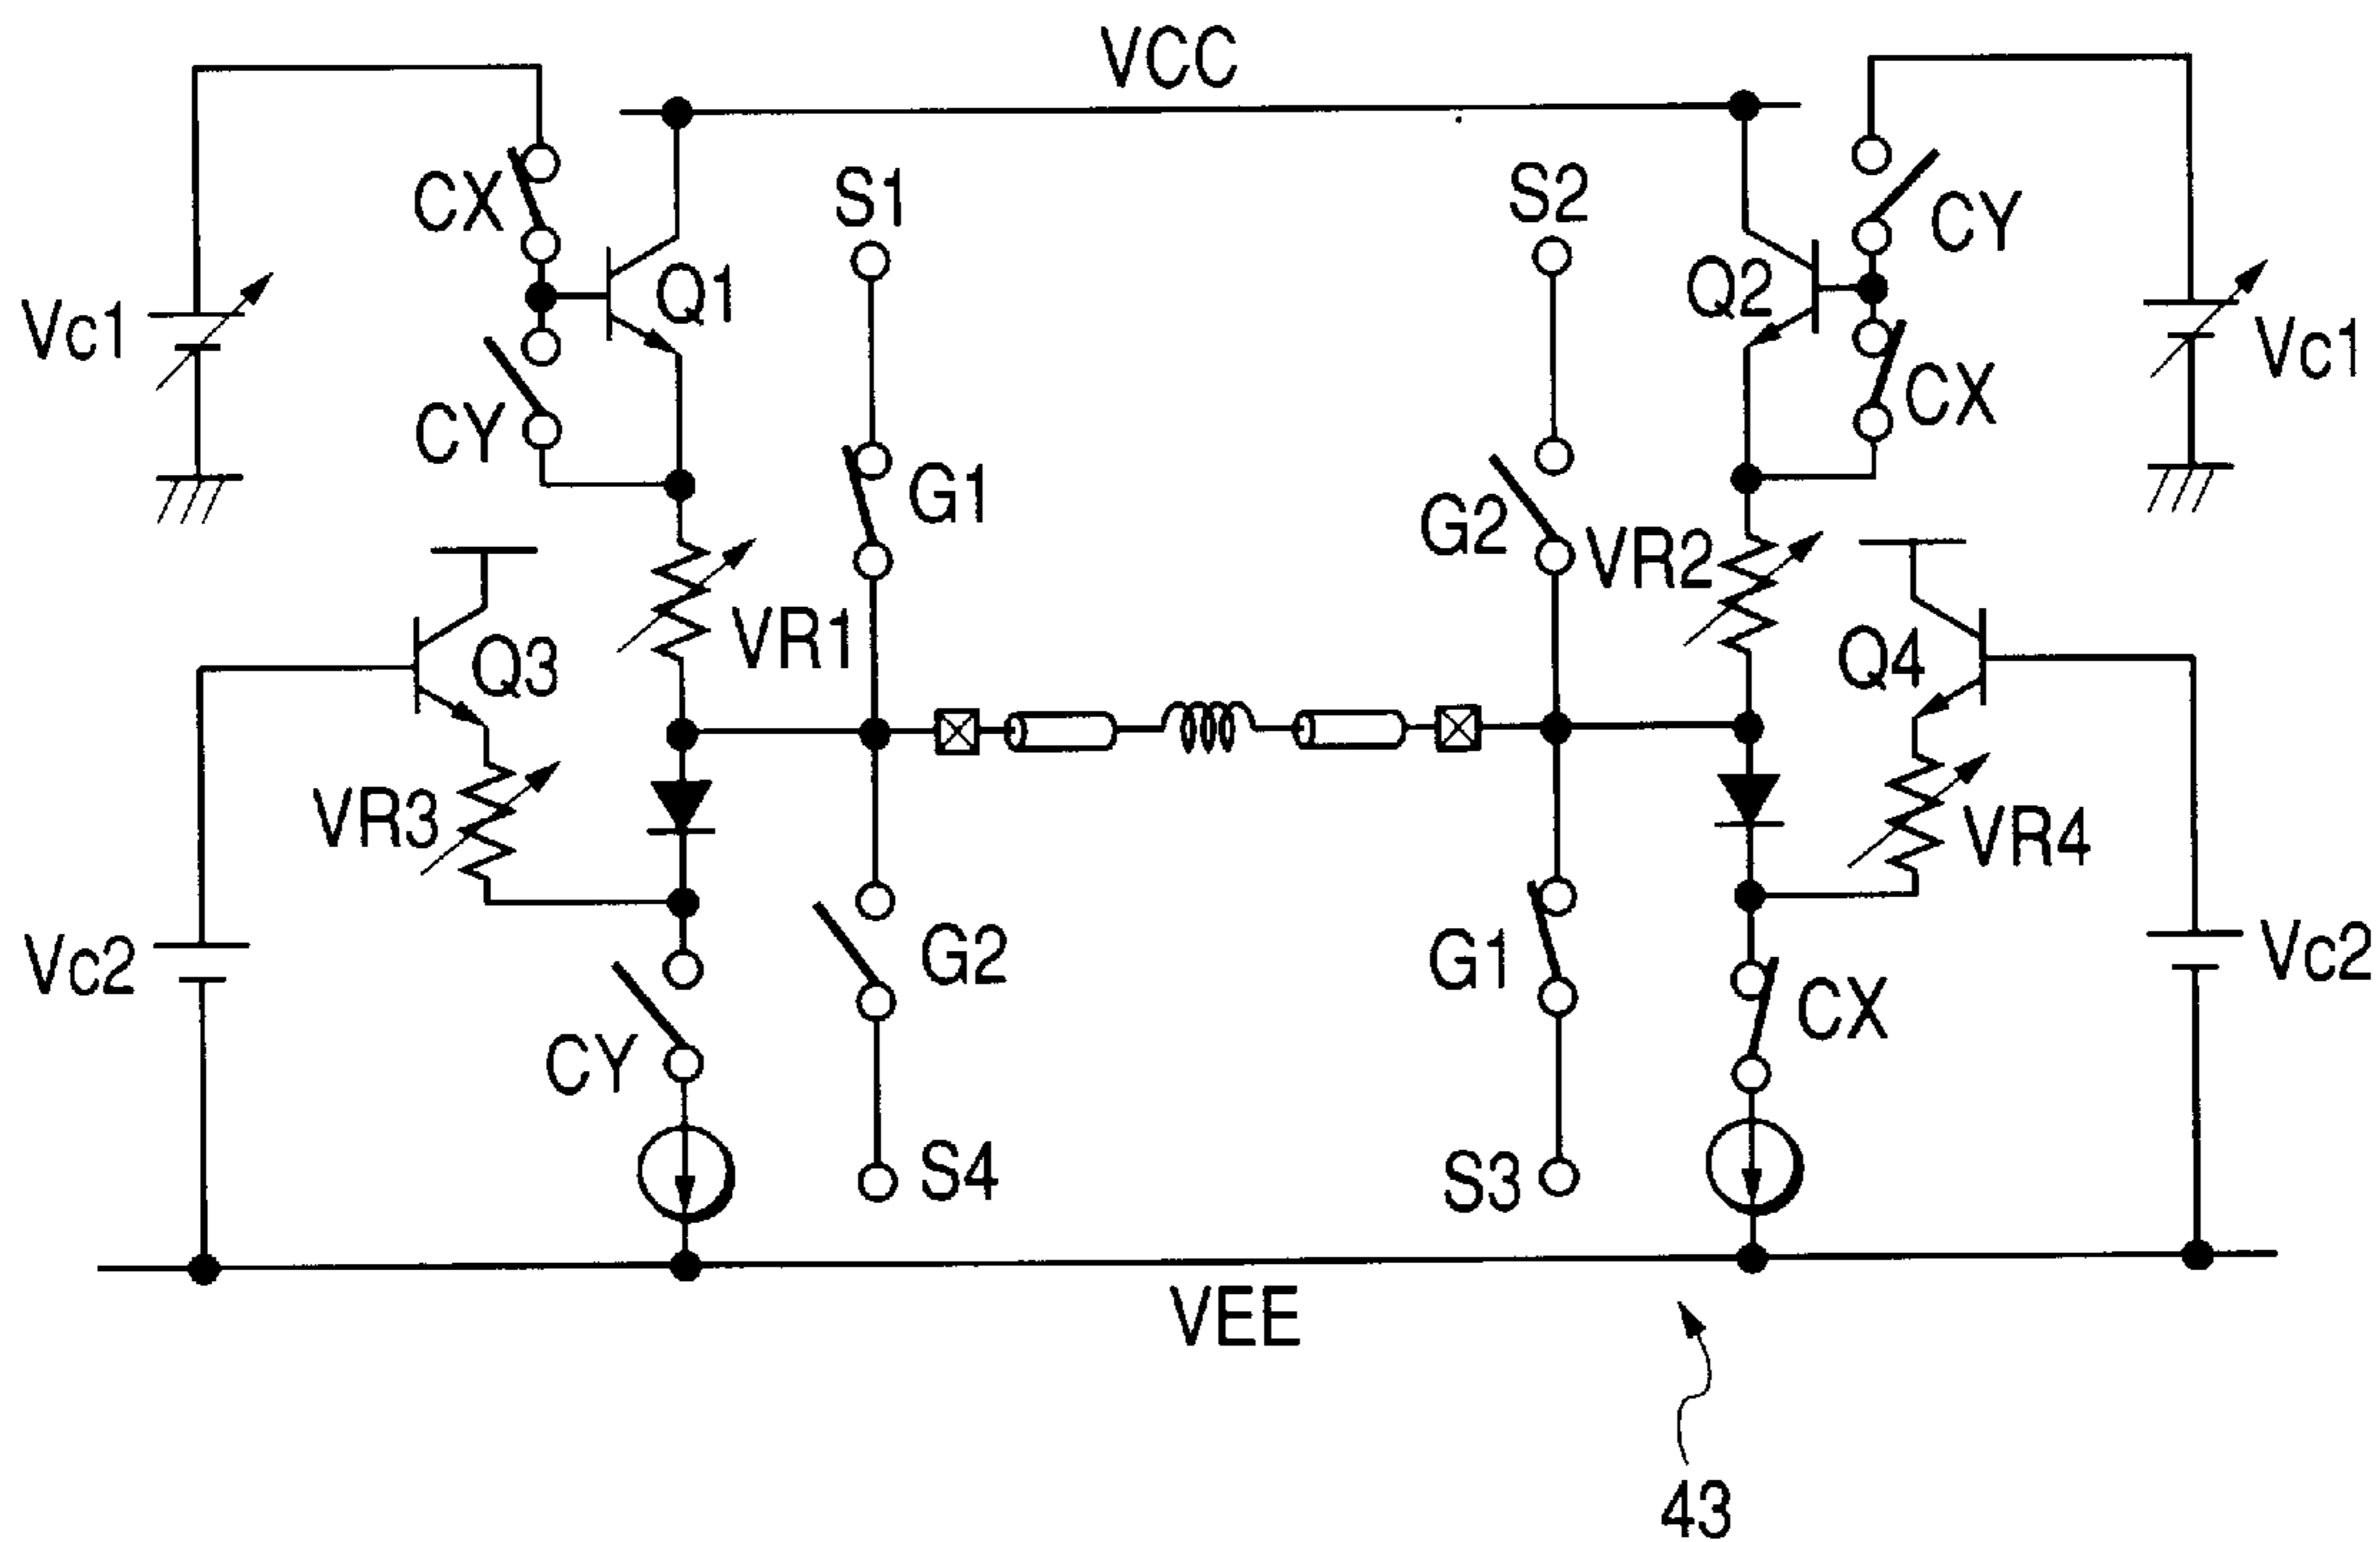 VCC
CX
S1
S2
CY
Q1
Q2
Vc1
Vc1
CY
CX
G1
G2
VR2
VR1
Q3
Q4
VR3
VR4
Vc2
G2
G1
Vc2
CX
CY
S4
S3
VEE
43